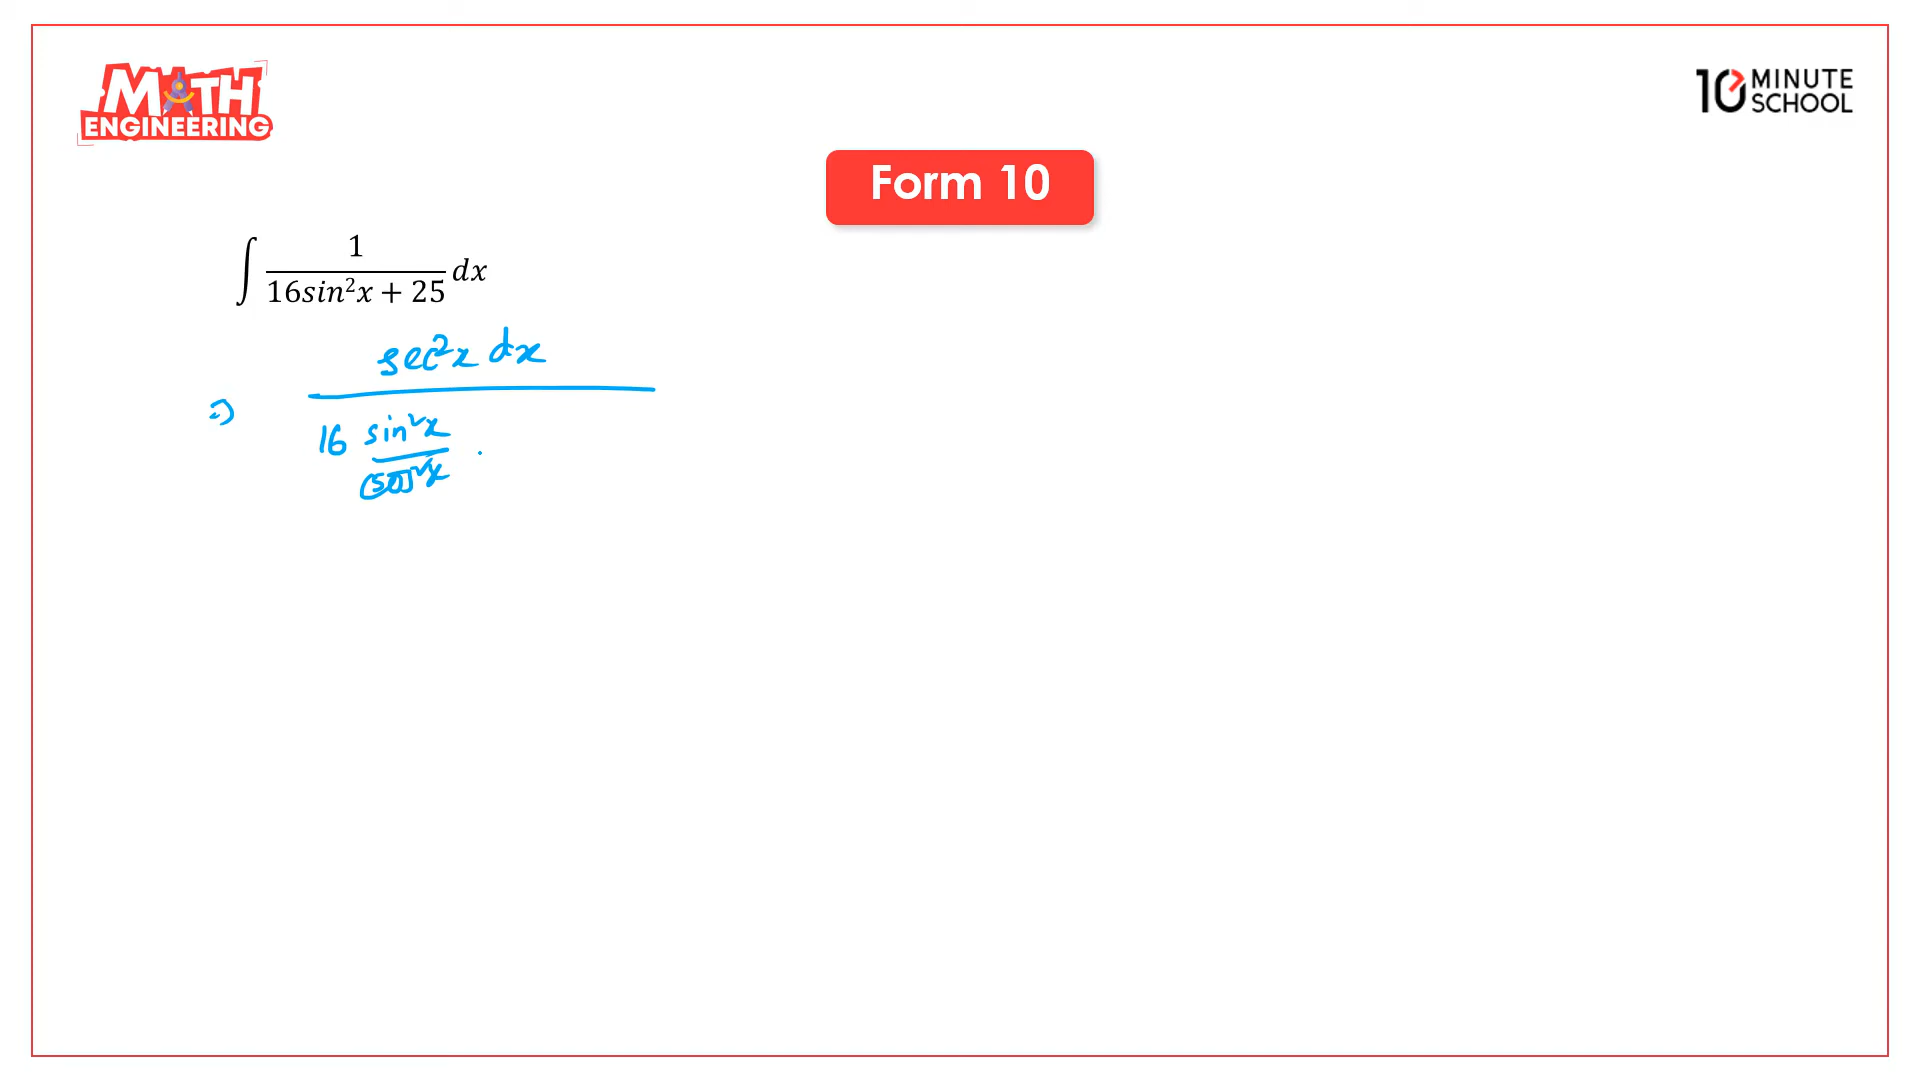 MATH
ENGINEERING
10 MINUTE
SCHOOL
Form 10
∫ 1/(16sin²x + 25) dx
⇒ sec²x dx
16 sin²x
cos²x